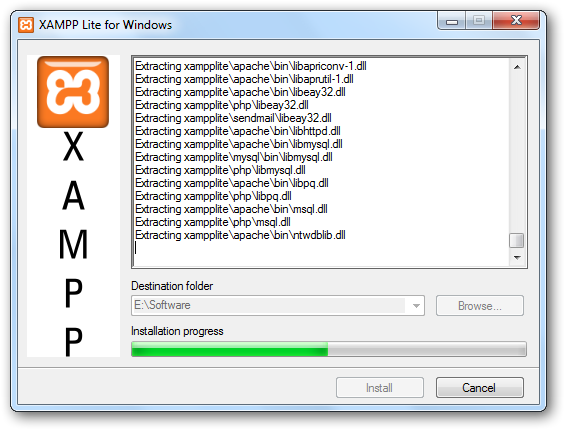 XAMPP Lite for Windows
Extracting xampplite\apache\bin\libapriconv-1.dll
Extracting xampplite\apache\bin\libaprutil-1.dll
Extracting xampplite\apache\bin\libeay32.dll
Extracting xampplite\php\libeay32.dll
Extracting xampplite\sendmail\libeay32.dll
Extracting xampplite\apache\bin\libhttpd.dll
Extracting xampplite\apache\bin\libmysql.dll
Extracting xampplite\mysql\bin\libmysql.dll
Extracting xampplite\php\libmysql.dll
Extracting xampplite\apache\bin\libpq.dll
Extracting xampplite\php\libpq.dll
Extracting xampplite\apache\bin\msql.dll
Extracting xampplite\php\msql.dll
Extracting xampplite\apache\bin\ntwdblib.dll
X
A
M
P
P
Destination folder
E:\Software
Browse...
Installation progress
Install
Cancel